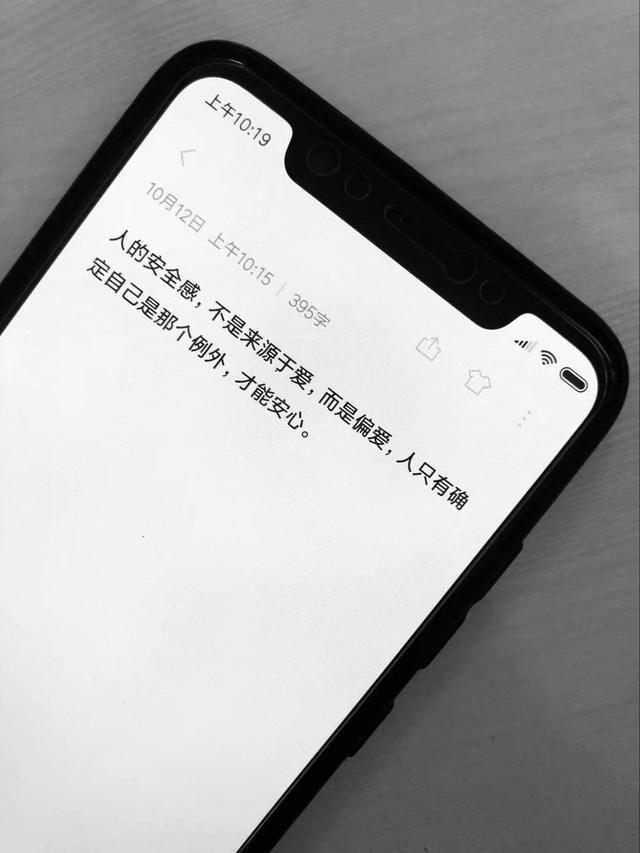 上午10:19
10月12日 上午10:15 | 395字
人的安全感，不是来源于爱，而是偏爱，人只有确
定自己是那个例外，才能安心。